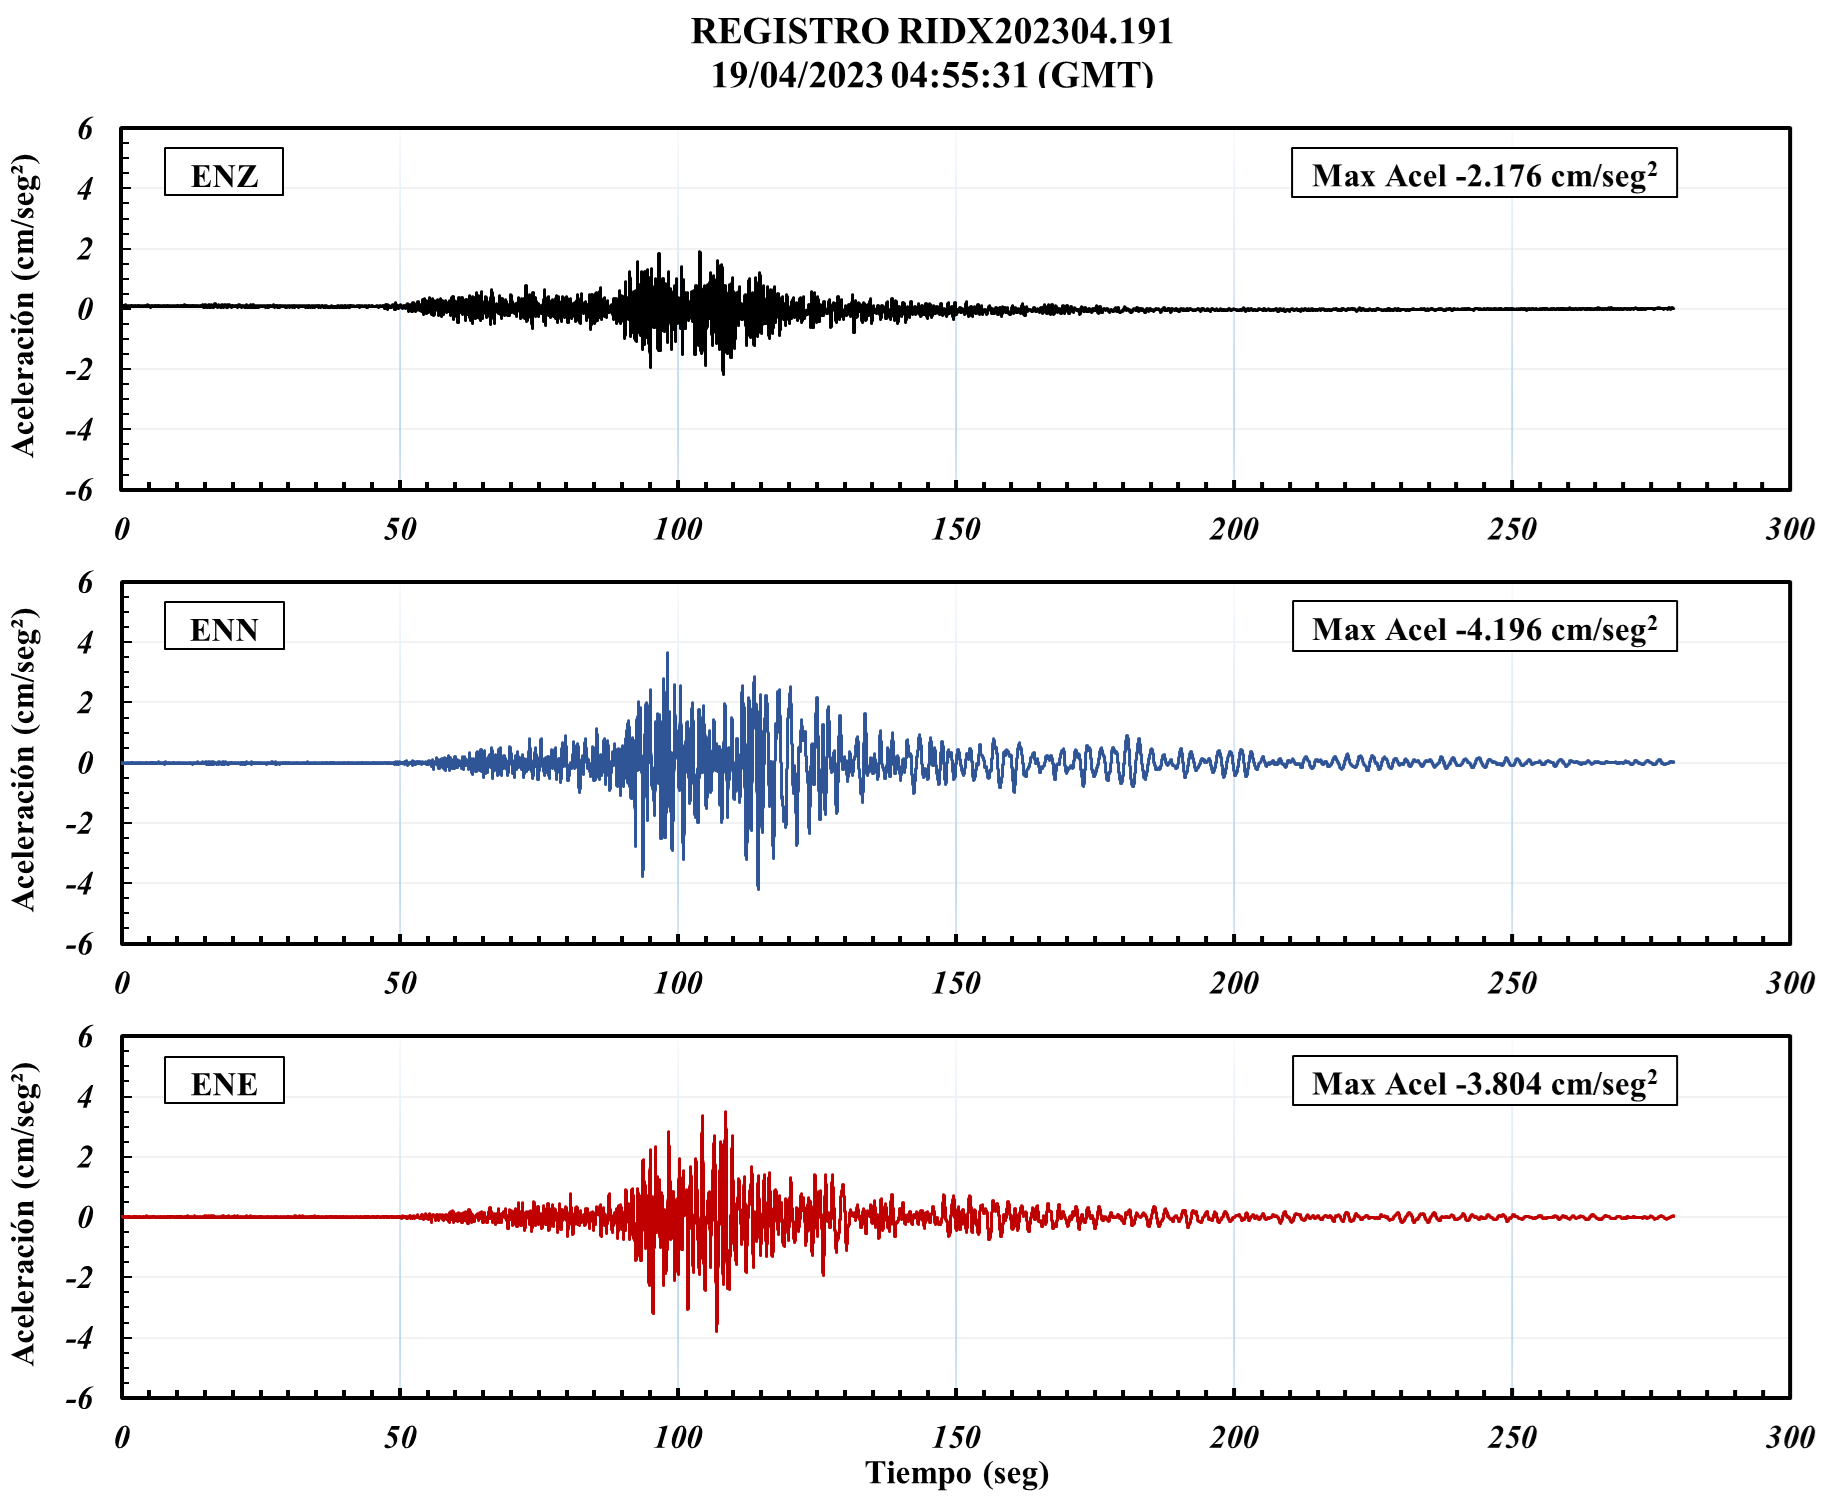 REGISTRO RIDX202304.191
19/04/2023 04:55:31 (GMT)
Aceleración (cm/seg²)
6
4
2
0
-2
-4
-6
ENZ
Max Acel -2.176 cm/seg²
0 50 100 150 200 250 300
Aceleración (cm/seg²)
6
4
2
0
-2
-4
-6
ENN
Max Acel -4.196 cm/seg²
0 50 100 150 200 250 300
Aceleración (cm/seg²)
6
4
2
0
-2
-4
-6
ENE
Max Acel -3.804 cm/seg²
0 50 100 150 200 250 300
Tiempo (seg)